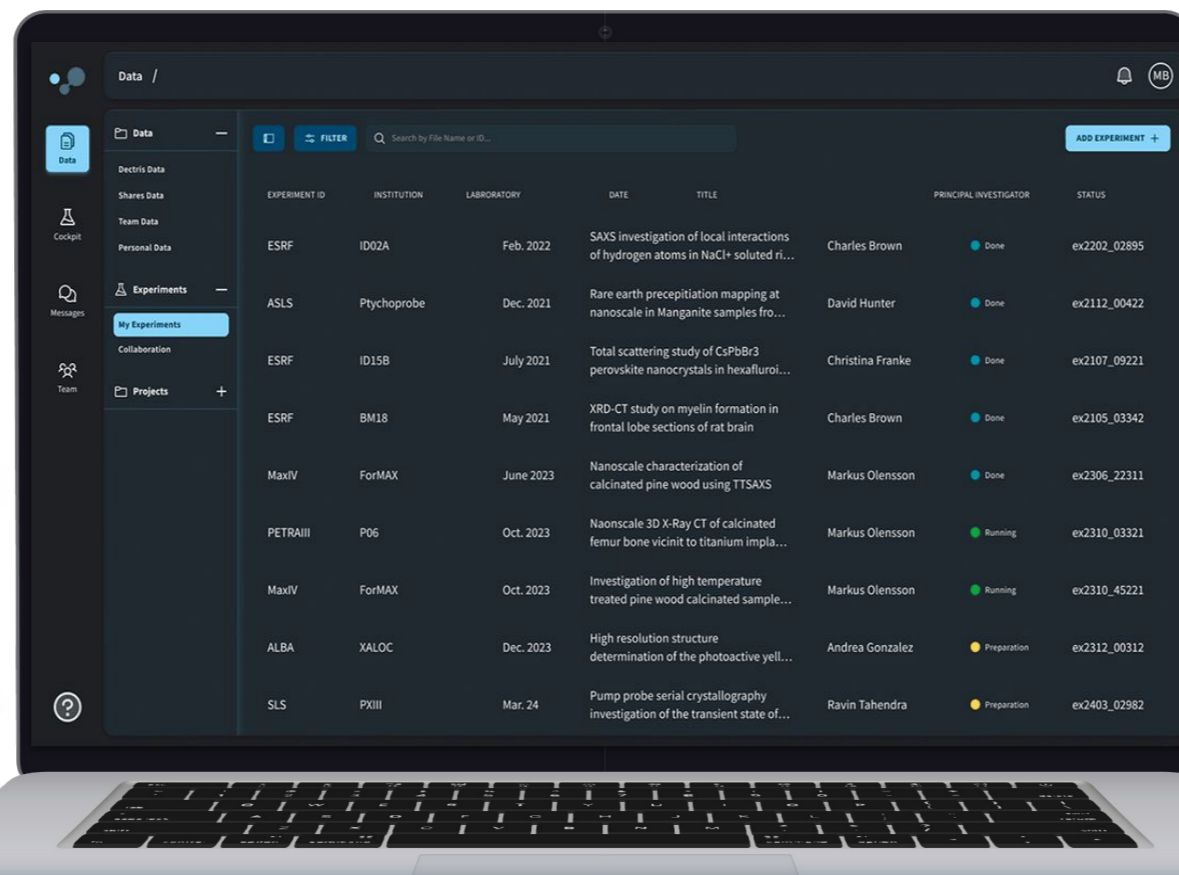 Data /
MB
Data
Cockpit
Messages
Team
Data
Dectris Data
Shares Data
Team Data
Personal Data
Experiments
My Experiments
Collaboration
Projects
FILTER
Search by File Name or ID...
ADD EXPERIMENT +
EXPERIMENT ID INSTITUTION LABRORATORY DATE TITLE PRINCIPAL INVESTIGATOR STATUS
ESRF ID02A Feb. 2022 SAXS investigation of local interactions Charles Brown Done ex2202_02895
of hydrogen atoms in NaCl+ soluted ri...
ASLS Ptychoprobe Dec. 2021 Rare earth precepitiation mapping at David Hunter Done ex2112_00422
nanoscale in Manganite samples fro...
ESRF ID15B July 2021 Total scattering study of CsPbBr3 Christina Franke Done ex2107_09221
perovskite nanocrystals in hexafluroi...
ESRF BM18 May 2021 XRD-CT study on myelin formation in Charles Brown Done ex2105_03342
frontal lobe sections of rat brain
MaxIV ForMAX June 2023 Nanoscale characterization of Markus Olensson Done ex2306_22311
calcinated pine wood using TTSAXS
PETRAIII P06 Oct. 2023 Naonscale 3D X-Ray CT of calcinated Markus Olensson Running ex2310_03321
femur bone vicinit to titanium impla...
MaxIV ForMAX Oct. 2023 Investigation of high temperature Markus Olensson Running ex2310_45221
treated pine wood calcinated sample...
ALBA XALOC Dec. 2023 High resolution structure Andrea Gonzalez Preparation ex2312_00312
determination of the photoactive yell...
SLS PXIII Mar. 24 Pump probe serial crystallography Ravin Tahendra Preparation ex2403_02982
investigation of the transient state of...